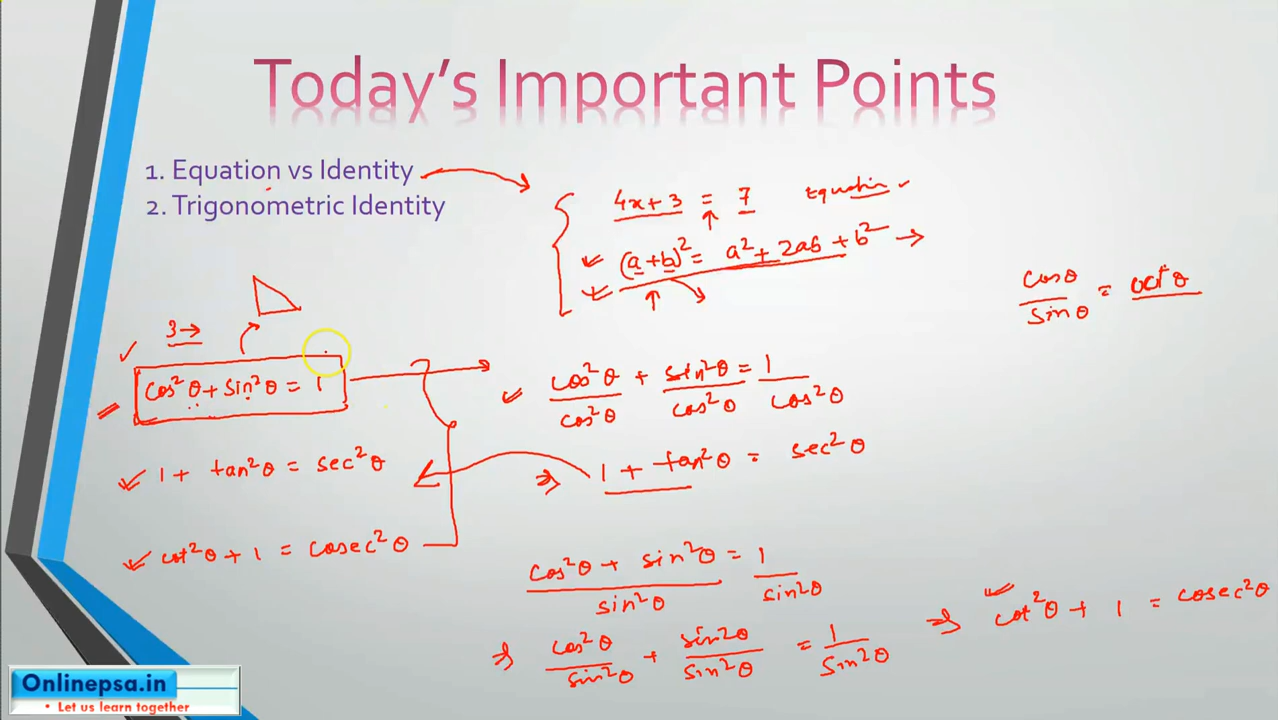 Today's Important Points
1. Equation vs Identity
2. Trigonometric Identity
4x+3 = 7 Equation
(a+b)² = a² + 2ab + b²
cosθ/sinθ =
3→
cos²θ + sin²θ = 1
1 + tan²θ = sec²θ
cot²θ + 1 = cosec²θ
cos²θ/cos²θ + sin²θ/cos²θ = 1/cos²θ
⇒ 1 + tan²θ = sec²θ
cos²θ + sin²θ/sin²θ = 1/sin²θ
⇒ cos²θ/sin²θ + sin²θ/sin²θ = 1/sin²θ
⇒ cot²θ + 1 = cosec²θ
Onlinepsa.in
• Let us learn together